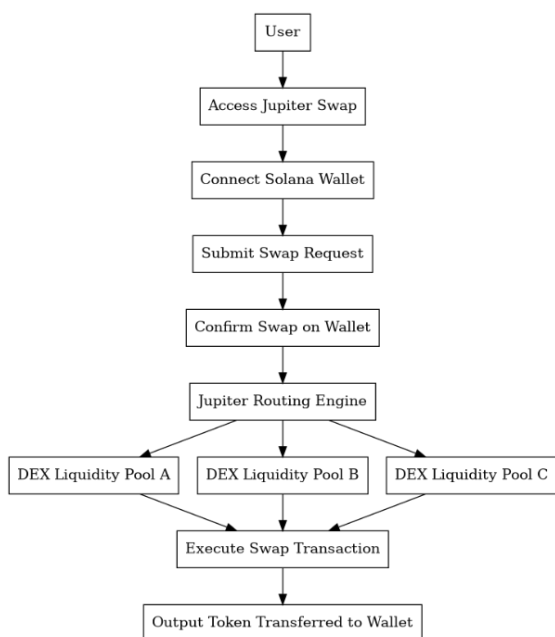 User
Access Jupiter Swap
Connect Solana Wallet
Submit Swap Request
Confirm Swap on Wallet
Jupiter Routing Engine
DEX Liquidity Pool A
DEX Liquidity Pool B
DEX Liquidity Pool C
Execute Swap Transaction
Output Token Transferred to Wallet